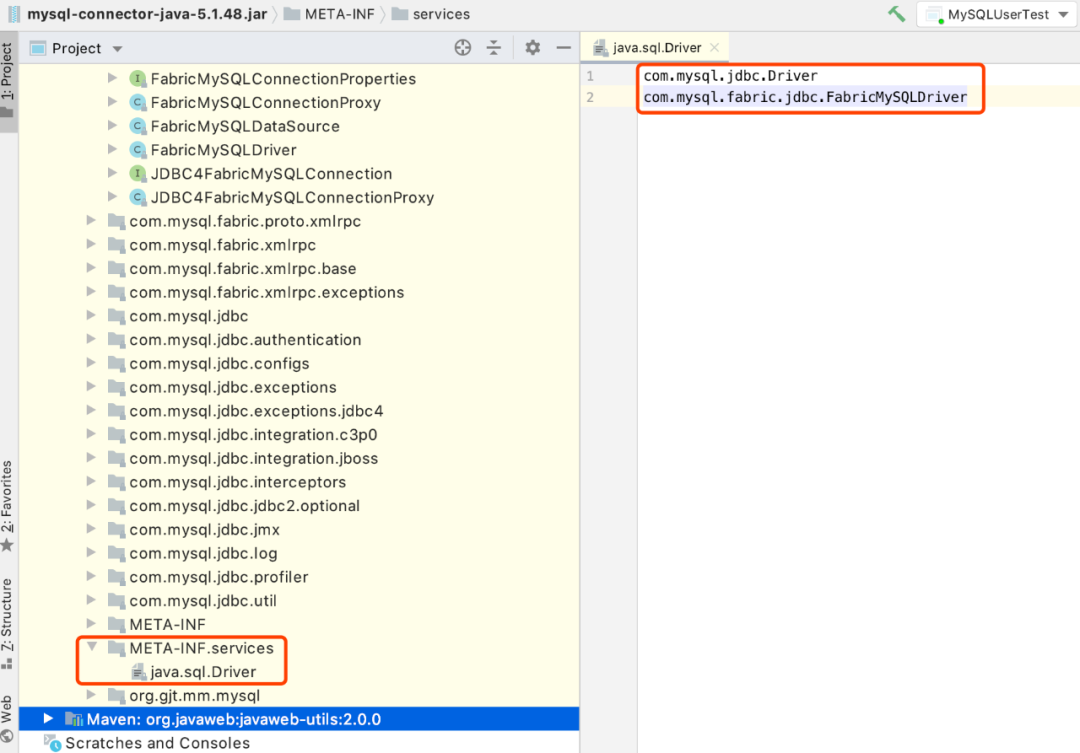 mysql-connector-java-5.1.48.jar META-INF services MySQLUserTest
1: Project
Project
java.sql.Driver
FabricMySQLConnectionProperties
FabricMySQLConnectionProxy
FabricMySQLDataSource
FabricMySQLDriver
JDBC4FabricMySQLConnection
JDBC4FabricMySQLConnectionProxy
com.mysql.fabric.proto.xmlrpc
com.mysql.fabric.xmlrpc
com.mysql.fabric.xmlrpc.base
com.mysql.fabric.xmlrpc.exceptions
com.mysql.jdbc
com.mysql.jdbc.authentication
com.mysql.jdbc.configs
com.mysql.jdbc.exceptions
com.mysql.jdbc.exceptions.jdbc4
com.mysql.jdbc.integration.c3p0
com.mysql.jdbc.integration.jboss
com.mysql.jdbc.interceptors
com.mysql.jdbc.jdbc2.optional
com.mysql.jdbc.jmx
com.mysql.jdbc.log
com.mysql.jdbc.profiler
com.mysql.jdbc.util
META-INF
META-INF.services
java.sql.Driver
org.gjt.mm.mysql
Maven: org.javaweb:javaweb-utils:2.0.0
Scratches and Consoles
2: Favorites
Z: Structure
Web
1 com.mysql.jdbc.Driver
2 com.mysql.fabric.jdbc.FabricMySQLDriver